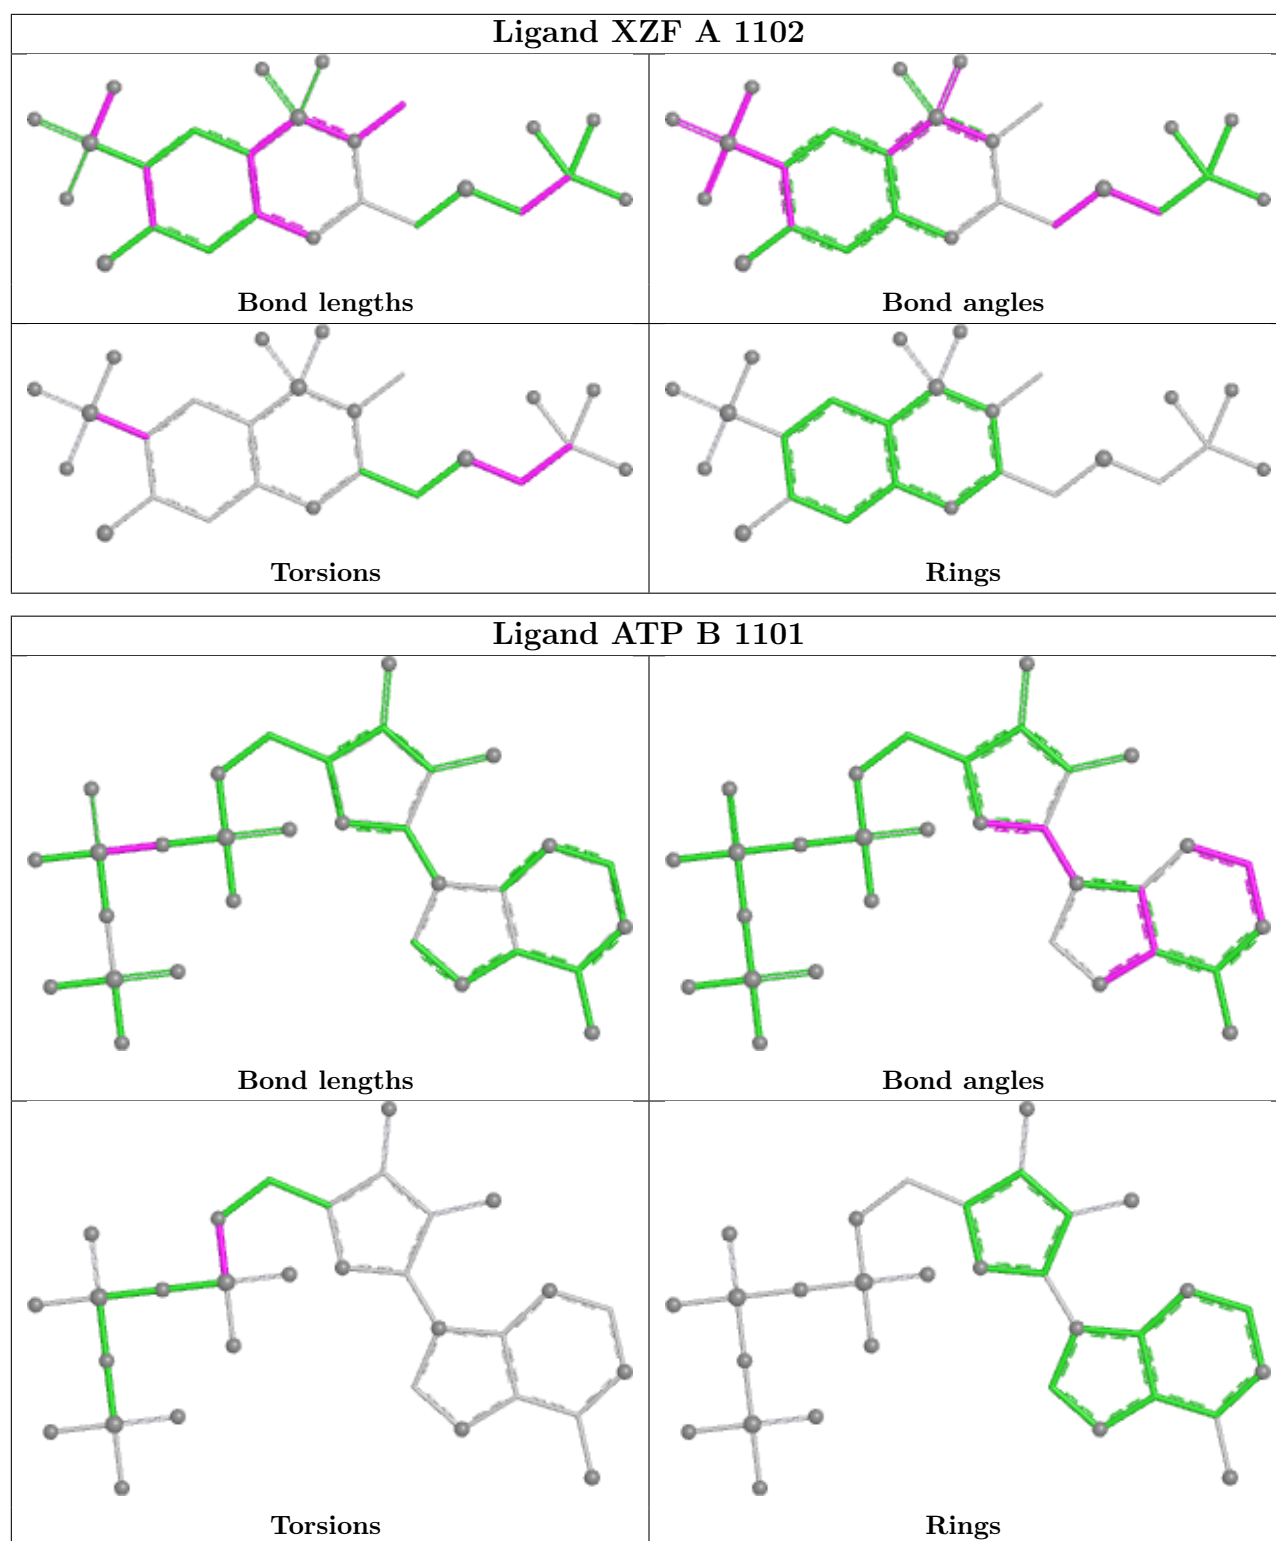 Ligand XZF A 1102
Bond lengths
Bond angles
Torsions
Rings
Ligand ATP B 1101
Bond lengths
Bond angles
Torsions
Rings